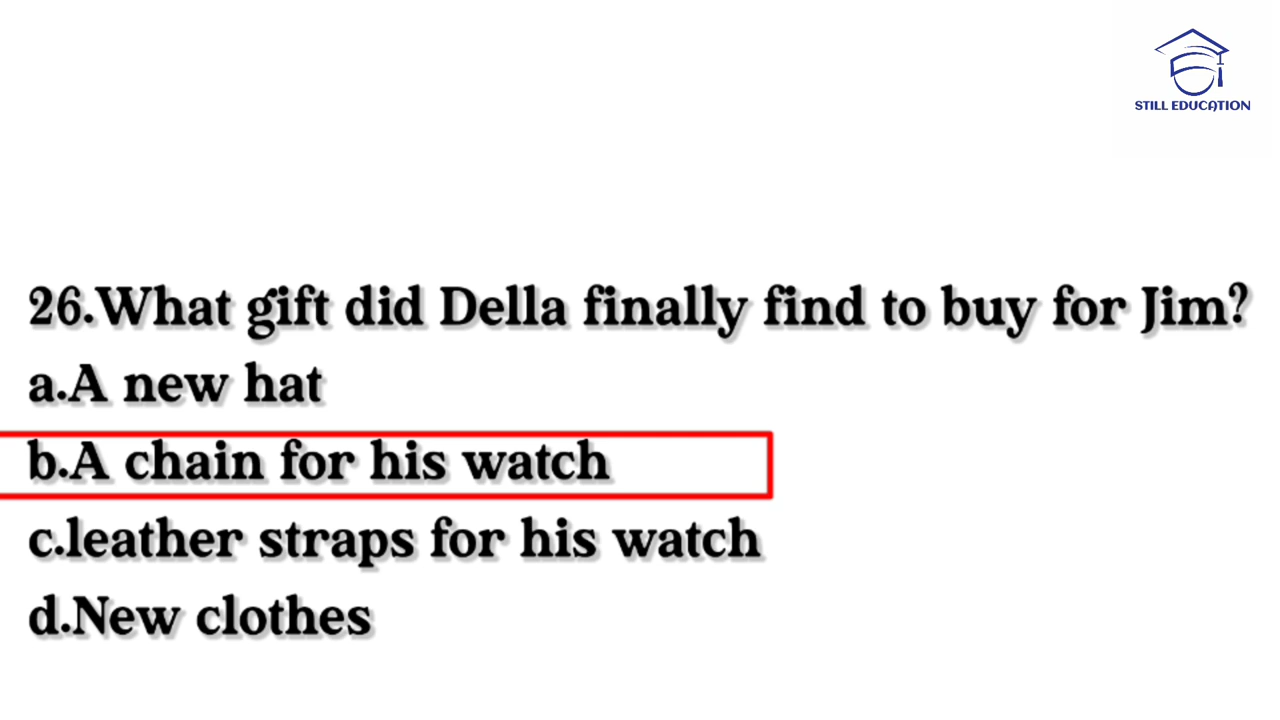 STILL EDUCATION
26.What gift did Della finally find to buy for Jim?
a.A new hat
b.A chain for his watch
c.leather straps for his watch
d.New clothes